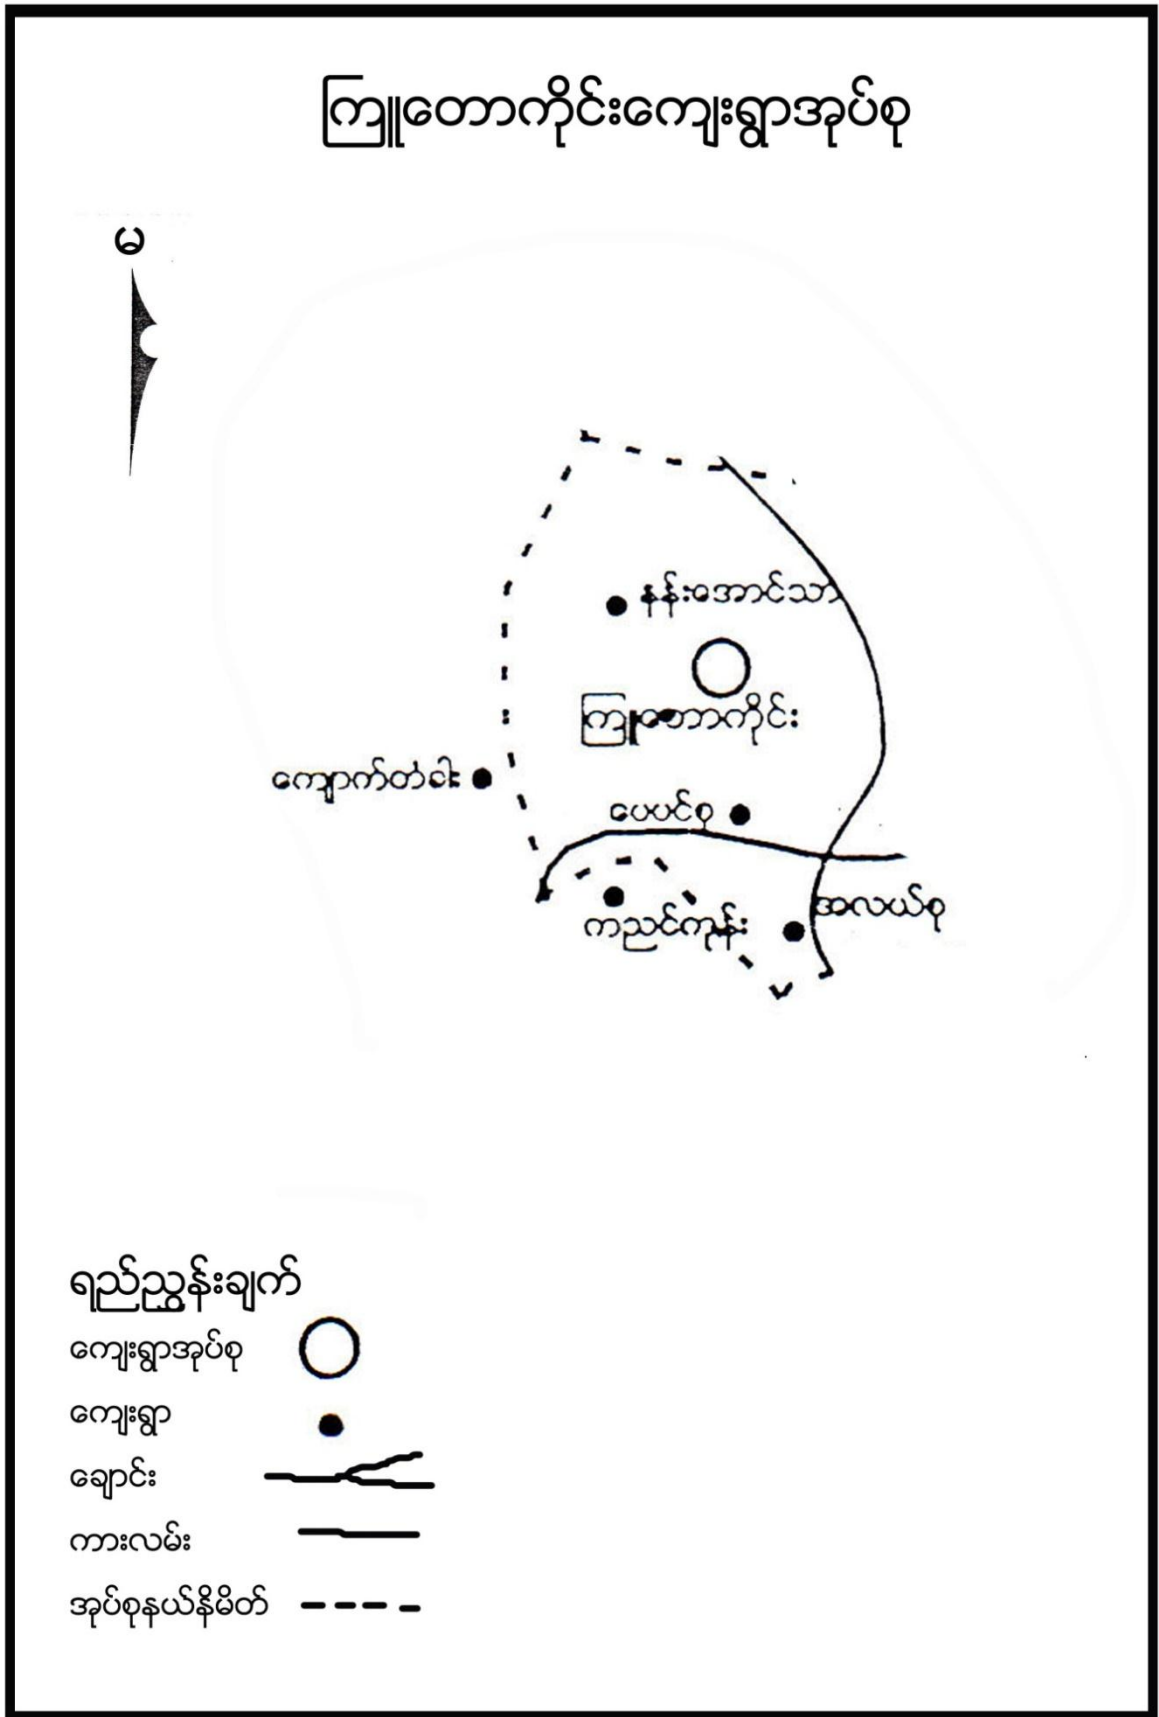 ကြူတောကိုင်းကျေးရွာအုပ်စု
မ
နန်းအောင်သာ
ကြူတောကိုင်း
ကျောက်တံခါး
ပေပင်စု
ကညင်ကုန်း
အလယ်စု
ရည်ညွှန်းချက်
ကျေးရွာအုပ်စု
ကျေးရွာ
ချောင်း
ကားလမ်း
အုပ်စုနယ်နိမိတ်